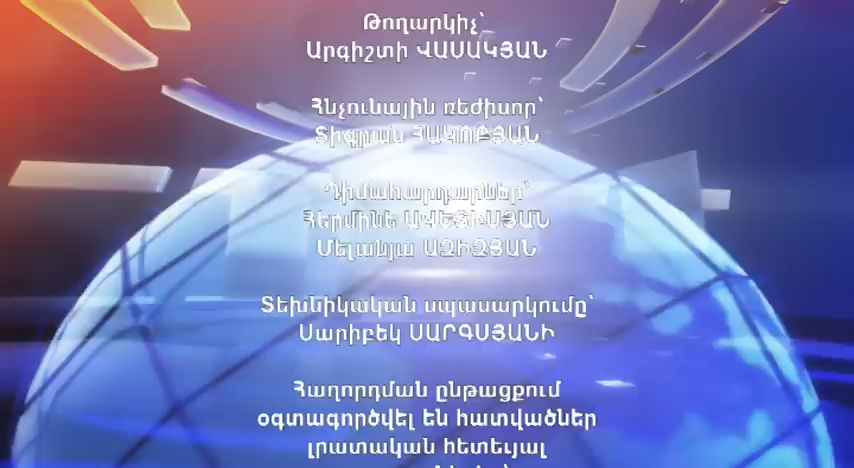 Թողարկիչ՝
Արգիշտի ՎԱՍԱԿՅԱՆ
Հնչունային ռեժիսոր՝
Տիգրան ՀԱԿՈԲՅԱՆ
Դիմահարդարներ՝
Հերմինե ԱՎԵՏԻՍՅԱՆ
Մելանյա ԱԶԻԶՅԱՆ
Տեխնիկական սպասարկումը՝
Սարիբեկ ՍԱՐԳՍՅԱՆԻ
Հաղորդման ընթացքում
օգտագործվել են հատվածներ
լրատական հետեւյալ